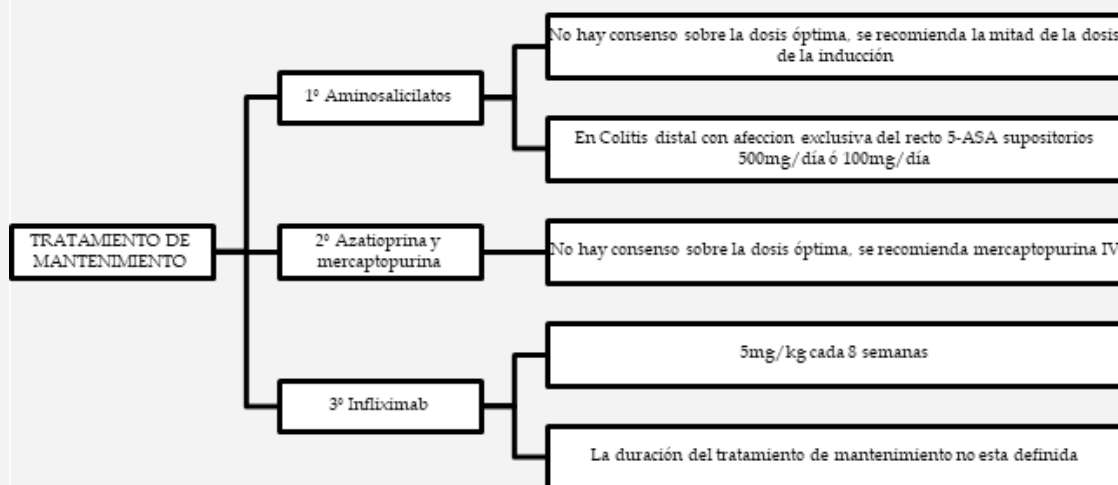 TRATAMIENTO DE
MANTENIMIENTO
1º Aminosalicilatos
No hay consenso sobre la dosis óptima, se recomienda la mitad de la dosis
de la inducción
En Colitis distal con afeccion exclusiva del recto 5-ASA supositorios
500mg/día ó 100mg/día
2º Azatioprina y
mercaptopurina
No hay consenso sobre la dosis óptima, se recomienda mercaptopurina IV
3º Infliximab
5mg/kg cada 8 semanas
La duración del tratamiento de mantenimiento no esta definida